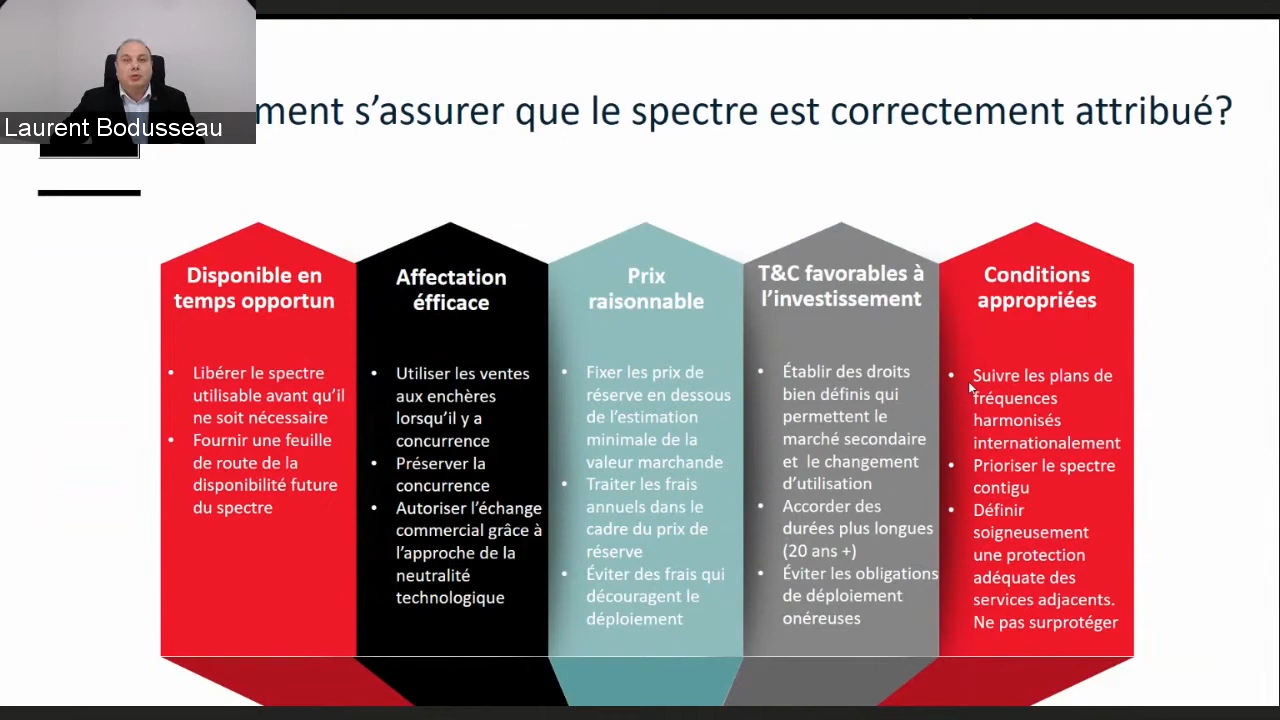 Laurent Bodusseau
ment s'assurer que le spectre est correctement attribué?
Disponible en
temps opportun
• Libérer le spectre
utilisable avant qu'il
ne soit nécessaire
• Fournir une feuille
de route de la
disponibilité future
du spectre
Affectation
éfficace
• Utiliser les ventes
aux enchères
lorsqu'il y a
concurrence
• Préserver la
concurrence
• Autoriser l'échange
commercial grâce à
l'approche de la
neutralité
technologique
Prix
raisonnable
• Fixer les prix de
réserve en dessous
de l'estimation
minimale de la
valeur marchande
• Traiter les frais
annuels dans le
cadre du prix de
réserve
• Éviter des frais qui
découragent le
déploiement
T&C favorables à
l'investissement
• Établir des droits
bien définis qui
permettent le
marché secondaire
et le changement
d'utilisation
• Accorder des
durées plus longues
(20 ans +)
• Éviter les obligations
de déploiement
onéreuses
Conditions
appropriées
• Suivre les plans de
fréquences
harmonisés
internationalement
• Prioriser le spectre
contigu
• Définir
soigneusement
une protection
adéquate des
services adjacents.
Ne pas surprotéger